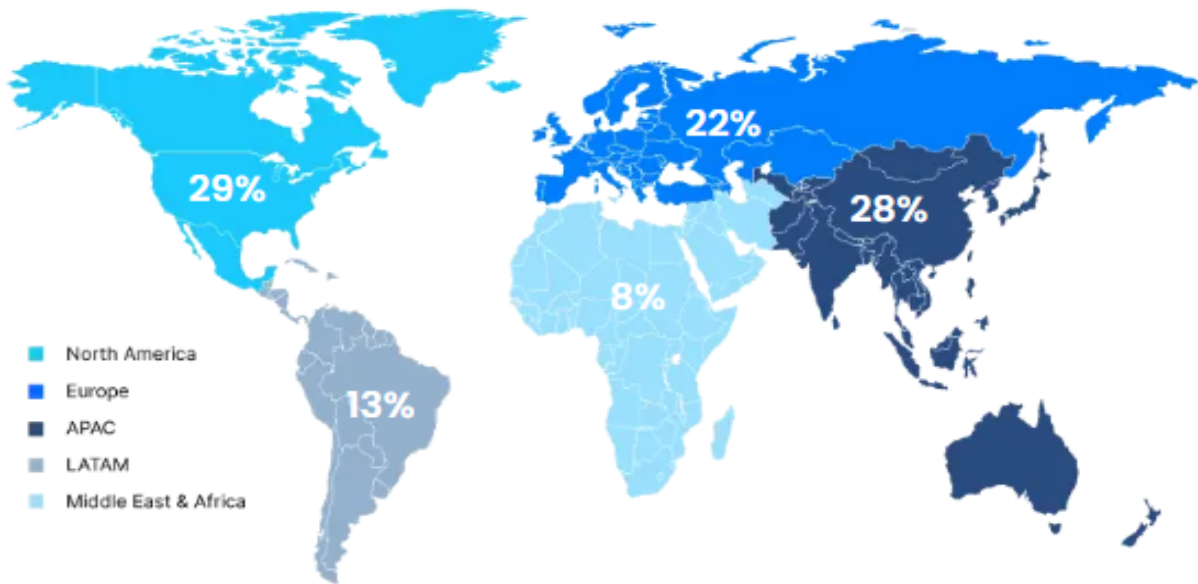 22%
29%
28%
8%
North America
Europe
13%
APAC
LATAM
Middle East & Africa